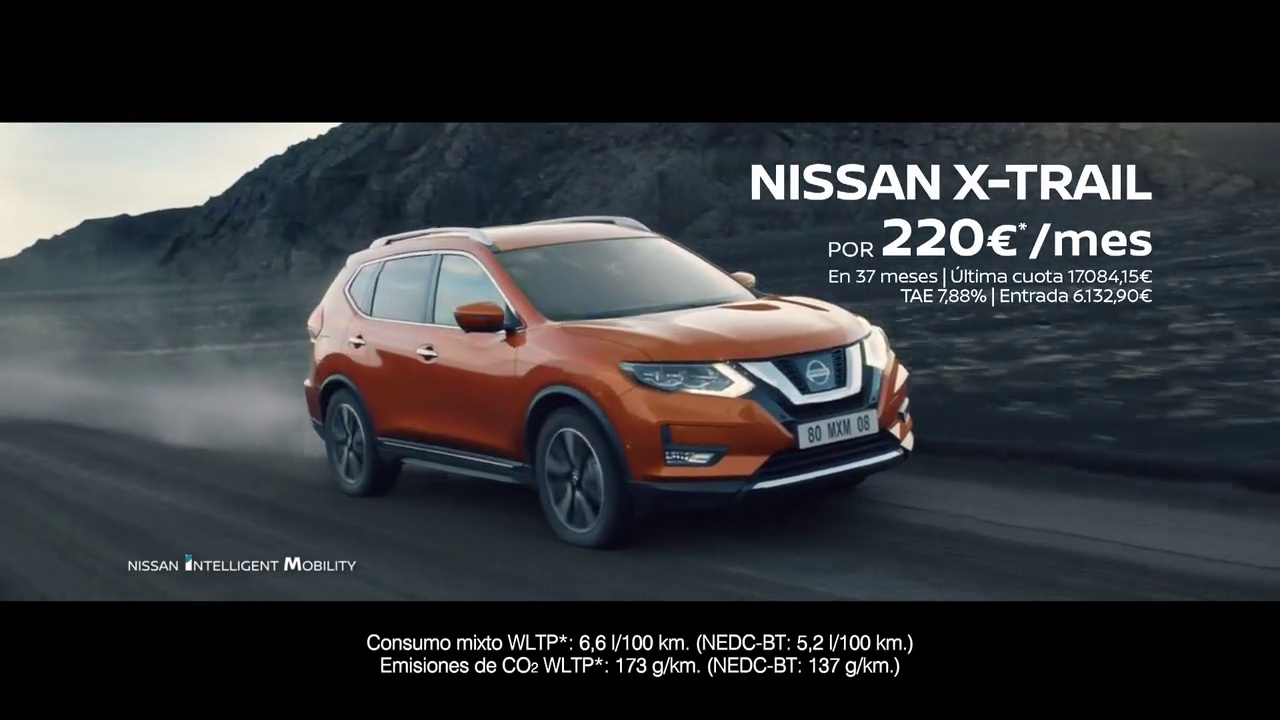 NISSAN X-TRAIL
POR 220€*/mes
En 37 meses | Última cuota 17.084,15€
TAE 7,88% | Entrada 6.132,90€
80 MXM 08
NISSAN INTELLIGENT MOBILITY
Consumo mixto WLTP*: 6,6 l/100 km. (NEDC-BT: 5,2 l/100 km.)
Emisiones de CO2 WLTP*: 173 g/km. (NEDC-BT: 137 g/km.)